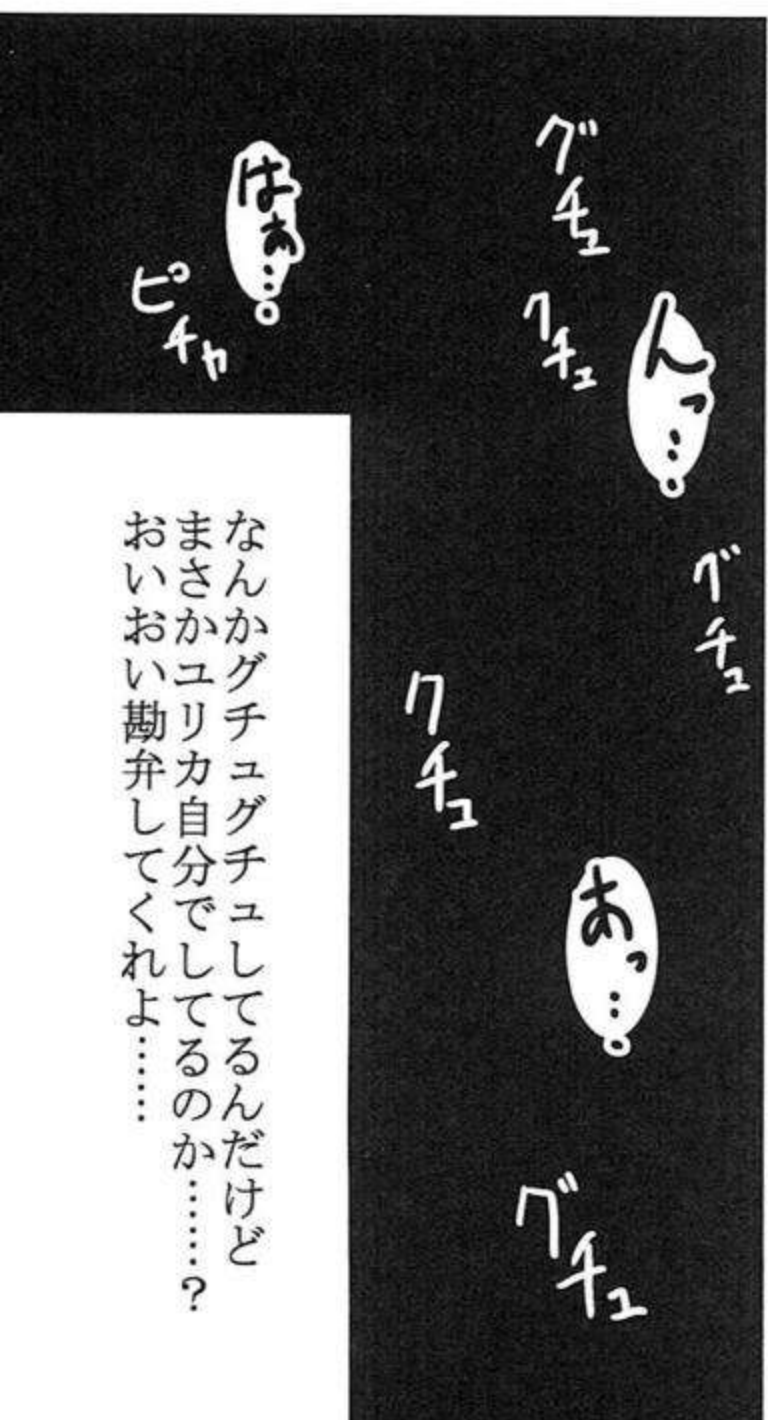 グチュ
んっ…。
クチュ
グチュ
クチュ
あっ…。
グチュ
はぁ…。
ピチャ
なんかグチュグチュしてるんだけど
まさかユリカ自分でしてるのか……？
おいおい勘弁してくれよ……